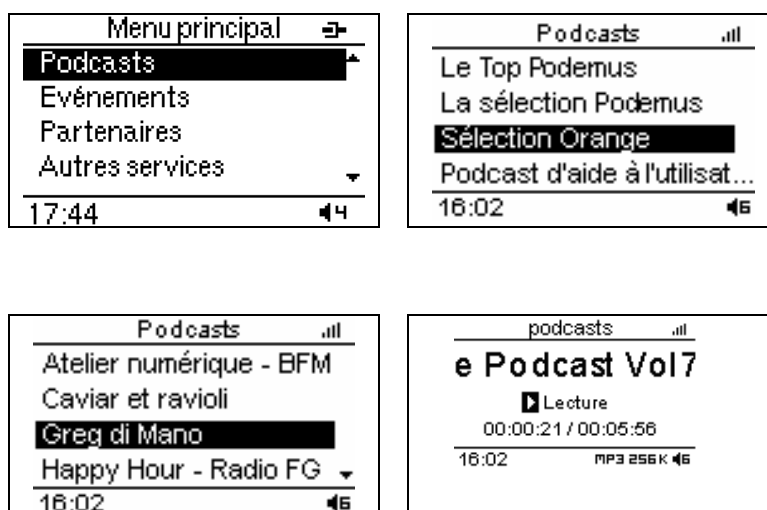 Menu principal
Podcasts
Evénements
Partenaires
Autres services
17:44 4
Podcasts
Le Top Podemus
La sélection Podemus
Sélection Orange
Podcast d'aide à l'utilisat...
16:02 6
Podcasts
Atelier numérique - BFM
Caviar et ravioli
Greg di Mano
Happy Hour - Radio FG
16:02 6
podcasts
e Podcast Vol7
Lecture
00:00:21 / 00:05:56
16:02 MP3 256K 6